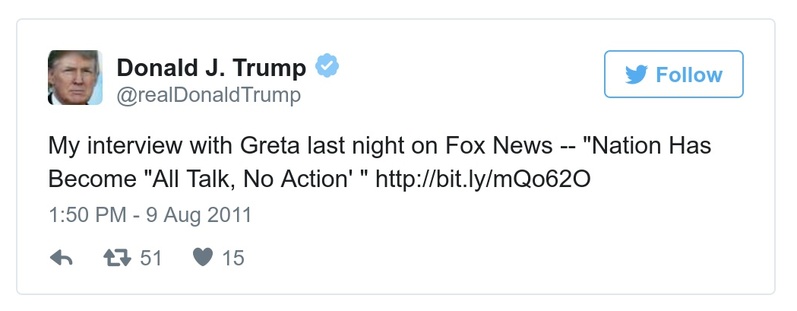 Donald J. Trump
@realDonaldTrump
Follow
My interview with Greta last night on Fox News -- "Nation Has
Become "All Talk, No Action' " http://bit.ly/mQo62O
1:50 PM - 9 Aug 2011
51 15